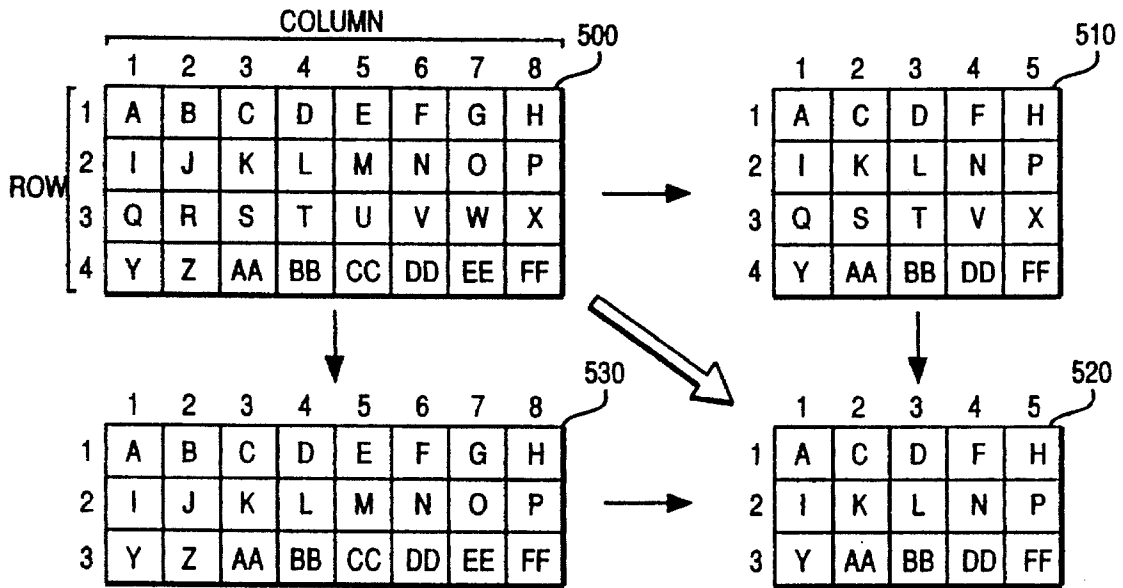 COLUMN
500
510
1 2 3 4 5 6 7 8
1 2 3 4 5
ROW
1 A B C D E F G H
2 I J K L M N O P
3 Q R S T U V W X
4 Y Z AA BB CC DD EE FF
1 A C D F H
2 I K L N P
3 Q S T V X
4 Y AA BB DD FF
530
520
1 2 3 4 5 6 7 8
1 A B C D E F G H
2 I J K L M N O P
3 Y Z AA BB CC DD EE FF
1 2 3 4 5
1 A C D F H
2 I K L N P
3 Y AA BB DD FF